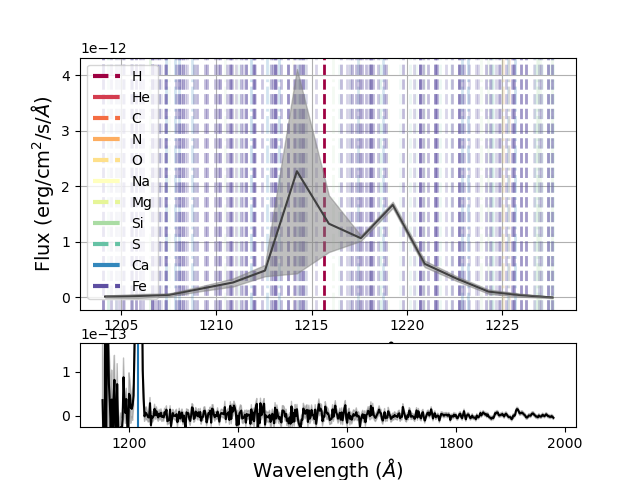 1e−12
Flux (erg/cm²/s/Å)
4
3
2
1
0
H
He
C
N
O
Na
Mg
Si
S
Ca
Fe
1205 1210 1215 1220 1225
1e−13
1
0
1200 1400 1600 1800 2000
Wavelength (Å)